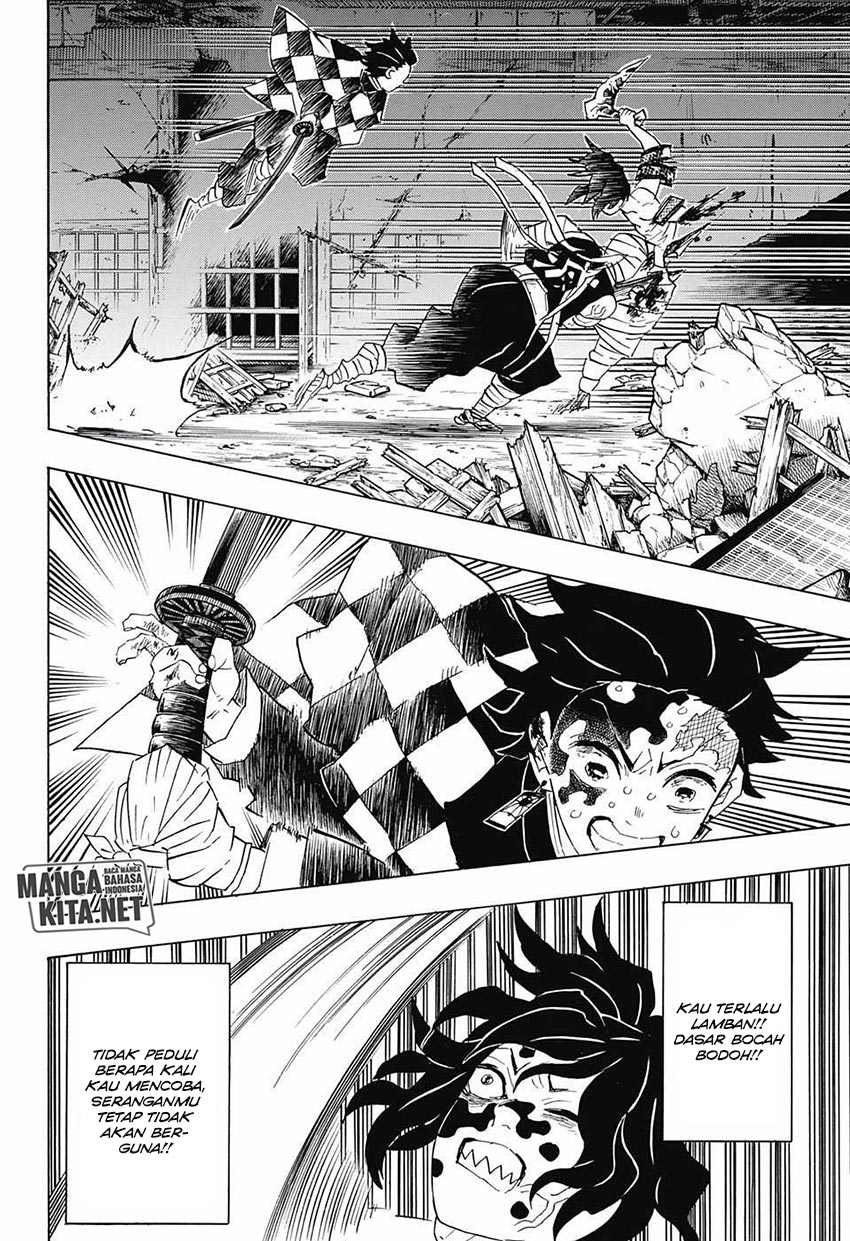 MANGA
KITA.NET
BACA MANGA
BAHASA
INDONESIA
KAU TERLALU
LAMBAN!!
DASAR BOCAH
BODOH!!
TIDAK PEDULI
BERAPA KALI
KAU MENCOBA,
SERANGANMU
TETAP TIDAK
AKAN BER-
GUNA!!